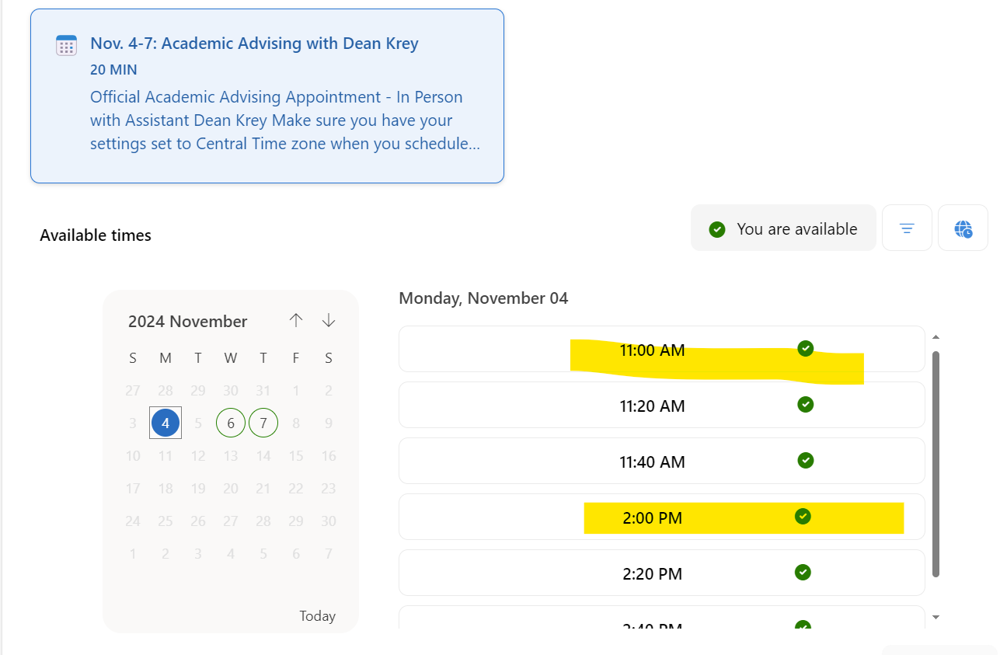 Nov. 4-7: Academic Advising with Dean Krey
20 MIN
Official Academic Advising Appointment - In Person
with Assistant Dean Krey Make sure you have your
settings set to Central Time zone when you schedule...
Available times
You are available
2024 November
S M T W T F S
27 28 29 30 31 1 2
3 4 5 6 7 8 9
10 11 12 13 14 15 16
17 18 19 20 21 22 23
24 25 26 27 28 29 30
1 2 3 4 5 6 7
Today
Monday, November 04
11:00 AM
11:20 AM
11:40 AM
2:00 PM
2:20 PM
2:40 PM